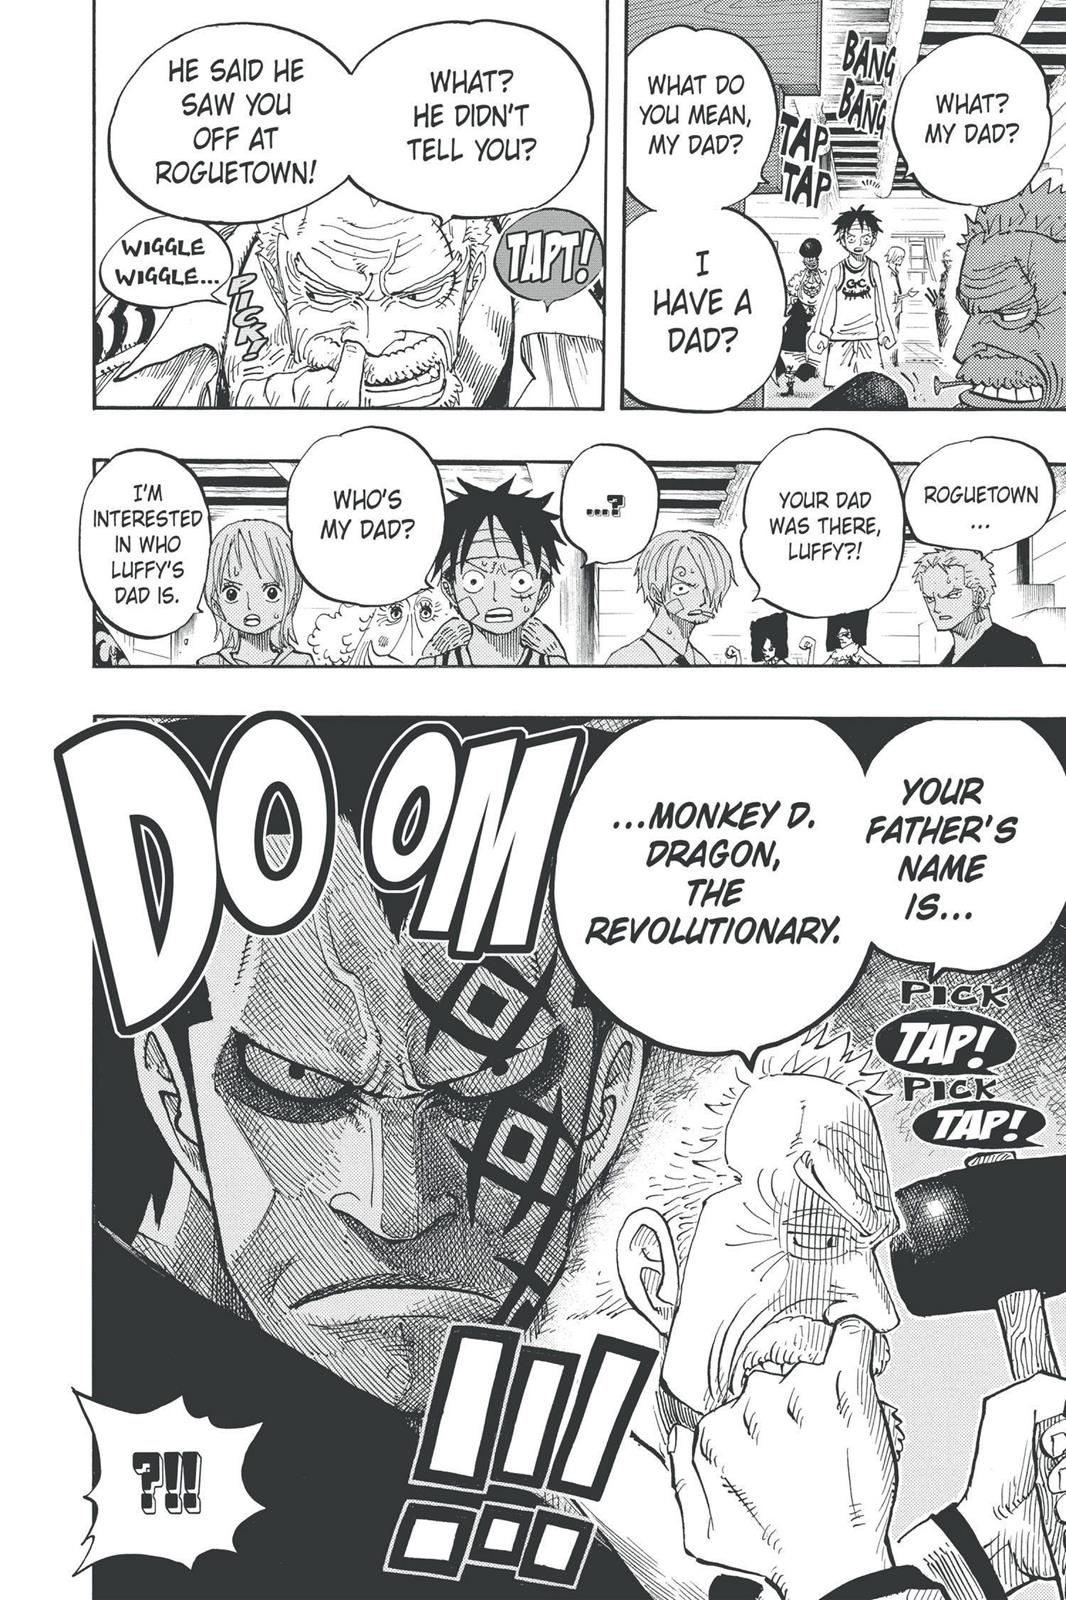 WHAT?
MY DAD?
BANG
BANG
TAP
TAP
WHAT DO
YOU MEAN,
MY DAD?
I
HAVE A
DAD?
GC
WHAT?
HE DIDN'T
TELL YOU?
HE SAID HE
SAW YOU
OFF AT
ROGUETOWN!
TAPT!
PICK!
WIGGLE
WIGGLE...
ROGUETOWN
...
YOUR DAD
WAS THERE,
LUFFY?!
...?
WHO'S
MY DAD?
I'M
INTERESTED
IN WHO
LUFFY'S
DAD IS.
YOUR
FATHER'S
NAME
IS...
...MONKEY D.
DRAGON,
THE
REVOLUTIONARY.
DOOM
PICK
TAP!
PICK
TAP!
!!!
?!!